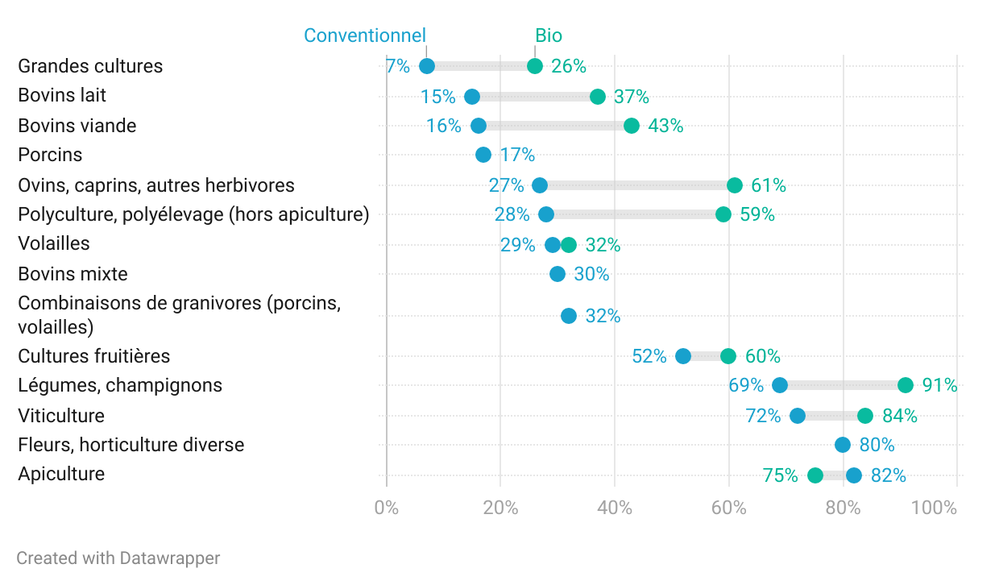 Conventionnel Bio
Grandes cultures 7% 26%
Bovins lait 15% 37%
Bovins viande 16% 43%
Porcins 17%
Ovins, caprins, autres herbivores 27% 61%
Polyculture, polyélevage (hors apiculture) 28% 59%
Volailles 29% 32%
Bovins mixte 30%
Combinaisons de granivores (porcins,
volailles) 32%
Cultures fruitières 52% 60%
Légumes, champignons 69% 91%
Viticulture 72% 84%
Fleurs, horticulture diverse 80%
Apiculture 75% 82%
0% 20% 40% 60% 80% 100%
Created with Datawrapper